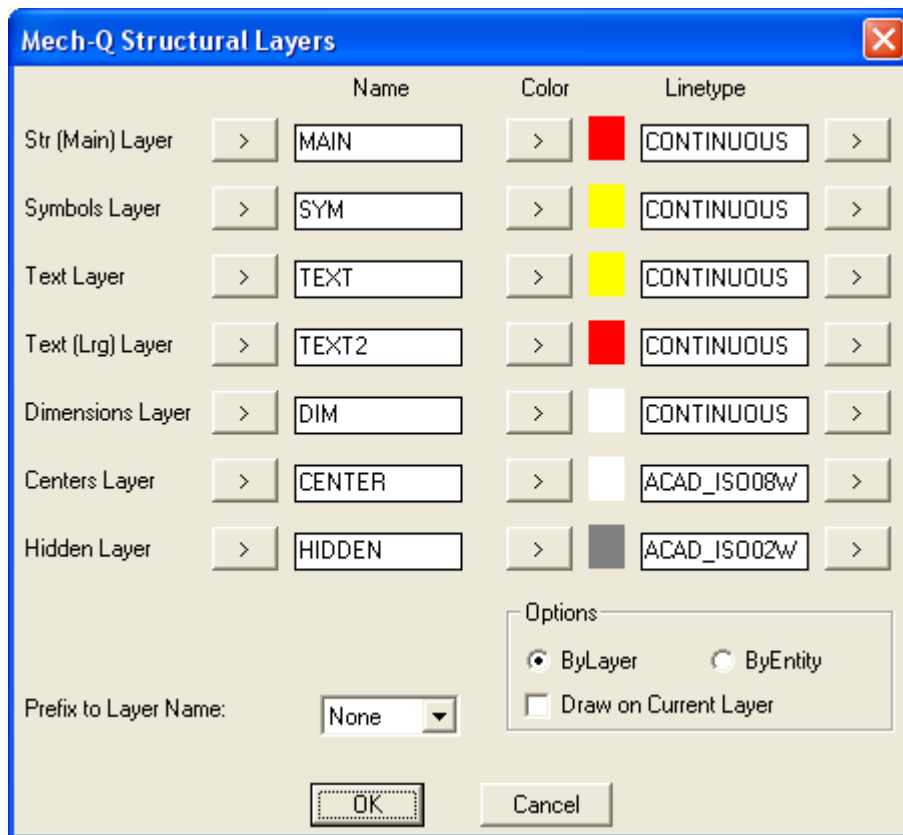 Mech-Q Structural Layers
Name Color Linetype
Str (Main) Layer > MAIN > CONTINUOUS >
Symbols Layer > SYM > CONTINUOUS >
Text Layer > TEXT > CONTINUOUS >
Text (Lrg) Layer > TEXT2 > CONTINUOUS >
Dimensions Layer > DIM > CONTINUOUS >
Centers Layer > CENTER > ACAD_ISO08W >
Hidden Layer > HIDDEN > ACAD_ISO02W >
Options
ByLayer ByEntity
Prefix to Layer Name: None Draw on Current Layer
OK Cancel